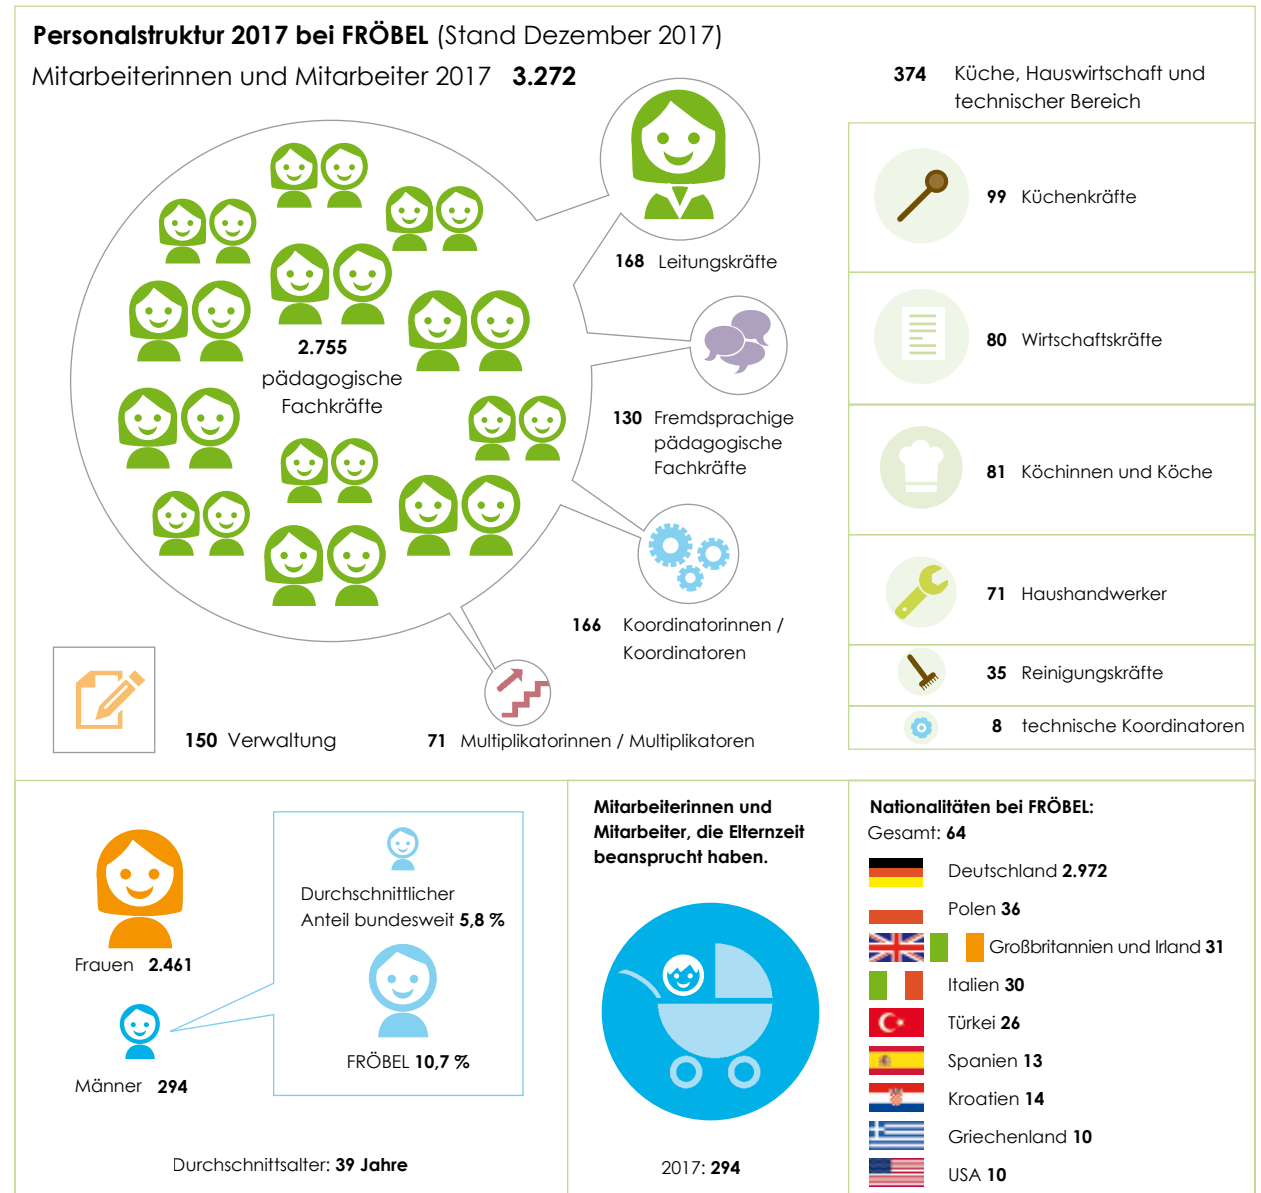 Personalstruktur 2017 bei FRÖBEL (Stand Dezember 2017)
Mitarbeiterinnen und Mitarbeiter 2017 3.272
2.755
pädagogische
Fachkräfte
168 Leitungskräfte
130 Fremdsprachige
pädagogische
Fachkräfte
166 Koordinatorinnen /
Koordinatoren
71 Multiplikatorinnen / Multiplikatoren
150 Verwaltung
374 Küche, Hauswirtschaft und
technischer Bereich
99 Küchenkräfte
80 Wirtschaftskräfte
81 Köchinnen und Köche
71 Haushandwerker
35 Reinigungskräfte
8 technische Koordinatoren
Frauen 2.461
Männer 294
Durchschnittlicher
Anteil bundesweit 5,8 %
FRÖBEL 10,7 %
Durchschnittsalter: 39 Jahre
Mitarbeiterinnen und
Mitarbeiter, die Elternzeit
beansprucht haben.
2017: 294
Nationalitäten bei FRÖBEL:
Gesamt: 64
Deutschland 2.972
Polen 36
Großbritannien und Irland 31
Italien 30
Türkei 26
Spanien 13
Kroatien 14
Griechenland 10
USA 10